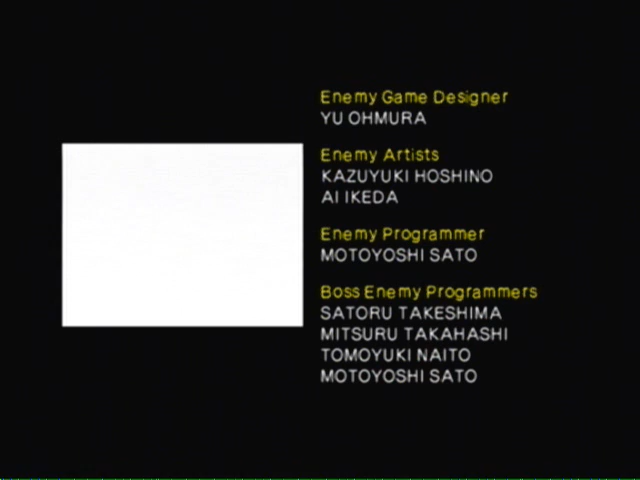 Enemy Game Designer
YU OHMURA
Enemy Artists
KAZUYUKI HOSHINO
AI IKEDA
Enemy Programmer
MOTOYOSHI SATO
Boss Enemy Programmers
SATORU TAKESHIMA
MITSURU TAKAHASHI
TOMOYUKI NAITO
MOTOYOSHI SATO